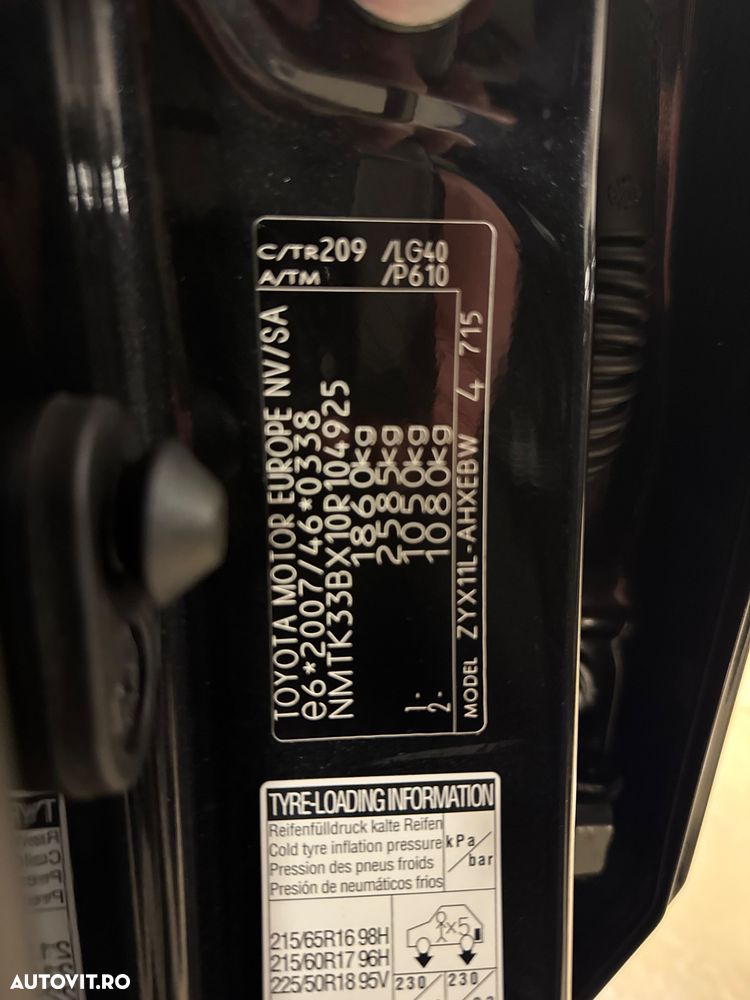 C/TR209 /LG40
A/TM /P610
TOYOTA MOTOR EUROPE NV/SA
e6*2007/46*0338
NMTK33BX10R104925
1860kg
2585kg
1- 1050kg
2- 1080kg
MODEL ZYX11L-AHXEBW 4 715
TYRE-LOADING INFORMATION
Reifenfülldruck kalte Reifen
Cold tyre inflation pressure
Pression des pneus froids
Presión de neumáticos frios
kPa/bar
1×5
215/65R16 98H
215/60R17 96H
225/50R18 95V
230 230
AUTOVIT.RO